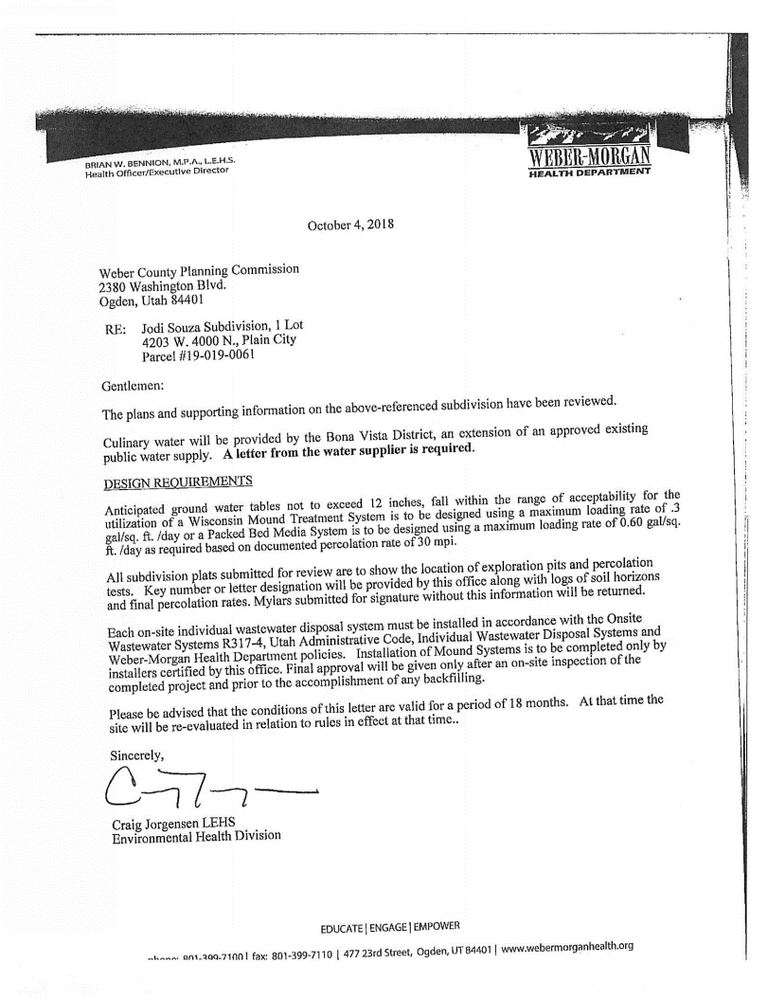 BRIAN W. BENNION, M.P.A., L.E.H.S.
Health Officer/Executive Director
WEBER-MORGAN
HEALTH DEPARTMENT
October 4, 2018
Weber County Planning Commission
2380 Washington Blvd.
Ogden, Utah 84401
RE: Jodi Souza Subdivision, 1 Lot
4203 W. 4000 N., Plain City
Parcel #19-019-0061
Gentlemen:
The plans and supporting information on the above-referenced subdivision have been reviewed.
Culinary water will be provided by the Bona Vista District, an extension of an approved existing
public water supply. A letter from the water supplier is required.
DESIGN REQUIREMENTS
Anticipated ground water tables not to exceed 12 inches, fall within the range of acceptability for the
utilization of a Wisconsin Mound Treatment System is to be designed using a maximum loading rate of .3
gal/sq. ft. /day or a Packed Bed Media System is to be designed using a maximum loading rate of 0.60 gal/sq.
ft. /day as required based on documented percolation rate of 30 mpi.
All subdivision plats submitted for review are to show the location of exploration pits and percolation
tests. Key number or letter designation will be provided by this office along with logs of soil horizons
and final percolation rates. Mylars submitted for signature without this information will be returned.
Each on-site individual wastewater disposal system must be installed in accordance with the Onsite
Wastewater Systems R317-4, Utah Administrative Code, Individual Wastewater Disposal Systems and
Weber-Morgan Health Department policies. Installation of Mound Systems is to be completed only by
installers certified by this office. Final approval will be given only after an on-site inspection of the
completed project and prior to the accomplishment of any backfilling.
Please be advised that the conditions of this letter are valid for a period of 18 months. At that time the
site will be re-evaluated in relation to rules in effect at that time..
Sincerely,
Craig Jorgensen LEHS
Environmental Health Division
EDUCATE | ENGAGE | EMPOWER
phone: 801-399-7100 | fax: 801-399-7110 | 477 23rd Street, Ogden, UT 84401 | www.webermorganhealth.org